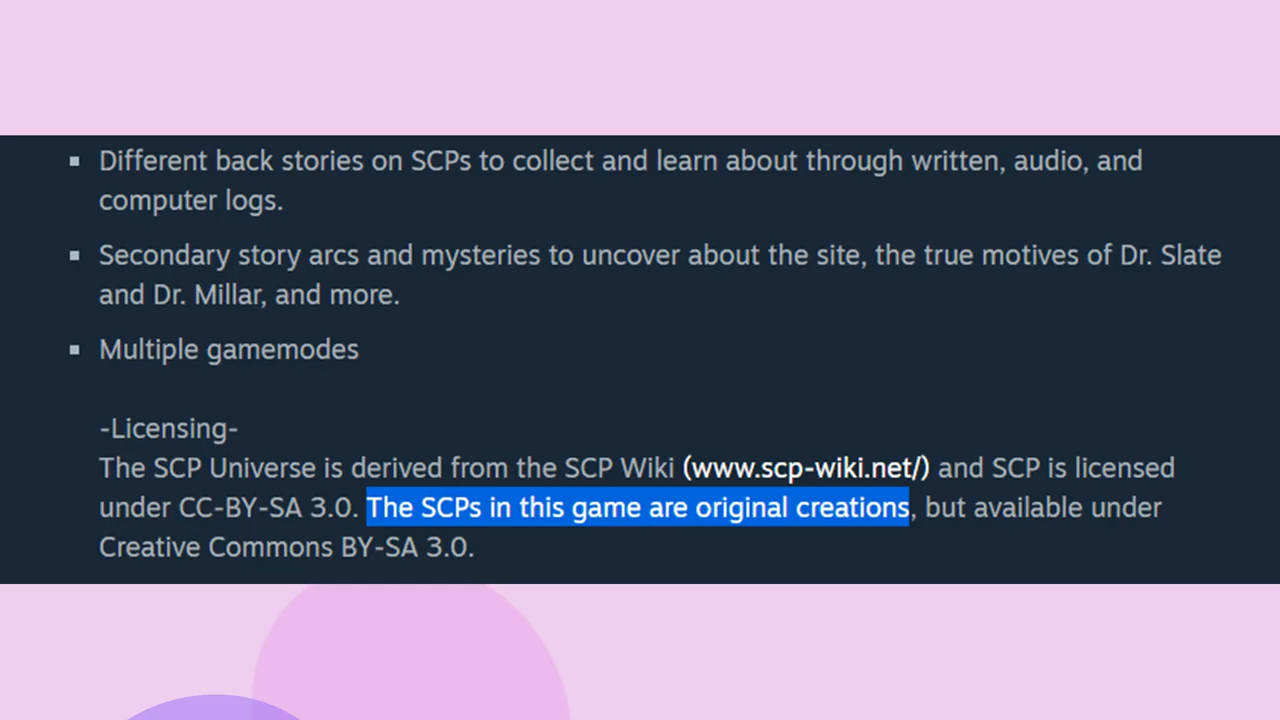 Different back stories on SCPs to collect and learn about through written, audio, and
computer logs.
Secondary story arcs and mysteries to uncover about the site, the true motives of Dr. Slate
and Dr. Millar, and more.
Multiple gamemodes
-Licensing-
The SCP Universe is derived from the SCP Wiki (www.scp-wiki.net/) and SCP is licensed
under CC-BY-SA 3.0. The SCPs in this game are original creations, but available under
Creative Commons BY-SA 3.0.